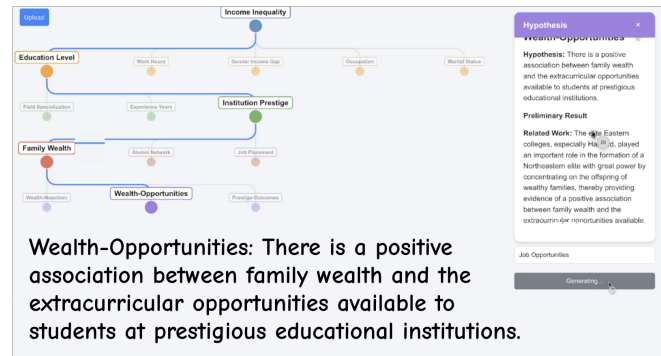 Upload
Income Inequality
Hypothesis
×
Wealth-Opportunities
Education Level
Work Hours
Gender Income Gap
Occupation
Marital Status
Hypothesis: There is a positive
association between family wealth and
and the extracurricular opportunities
available to students at prestigious
educational institutions.
Field Specialization
Experience Years
Institution Prestige
Preliminary Result
Family Wealth
Alumni Network
Job Placement
Related Work: The elite Eastern
colleges, especially Harvard, played
an important role in the formation of a
Northeastern elite with great power by
concentrating on the offspring of
wealthy families, thereby providing
evidence of a positive association
between family wealth and the
extracurricular opportunities available.
Wealth-Nepotism
Wealth-Opportunities
Prestige-Outcomes
Job Opportunities
Generating...
Wealth-Opportunities: There is a positive
association between family wealth and the
extracurricular opportunities available to
students at prestigious educational institutions.